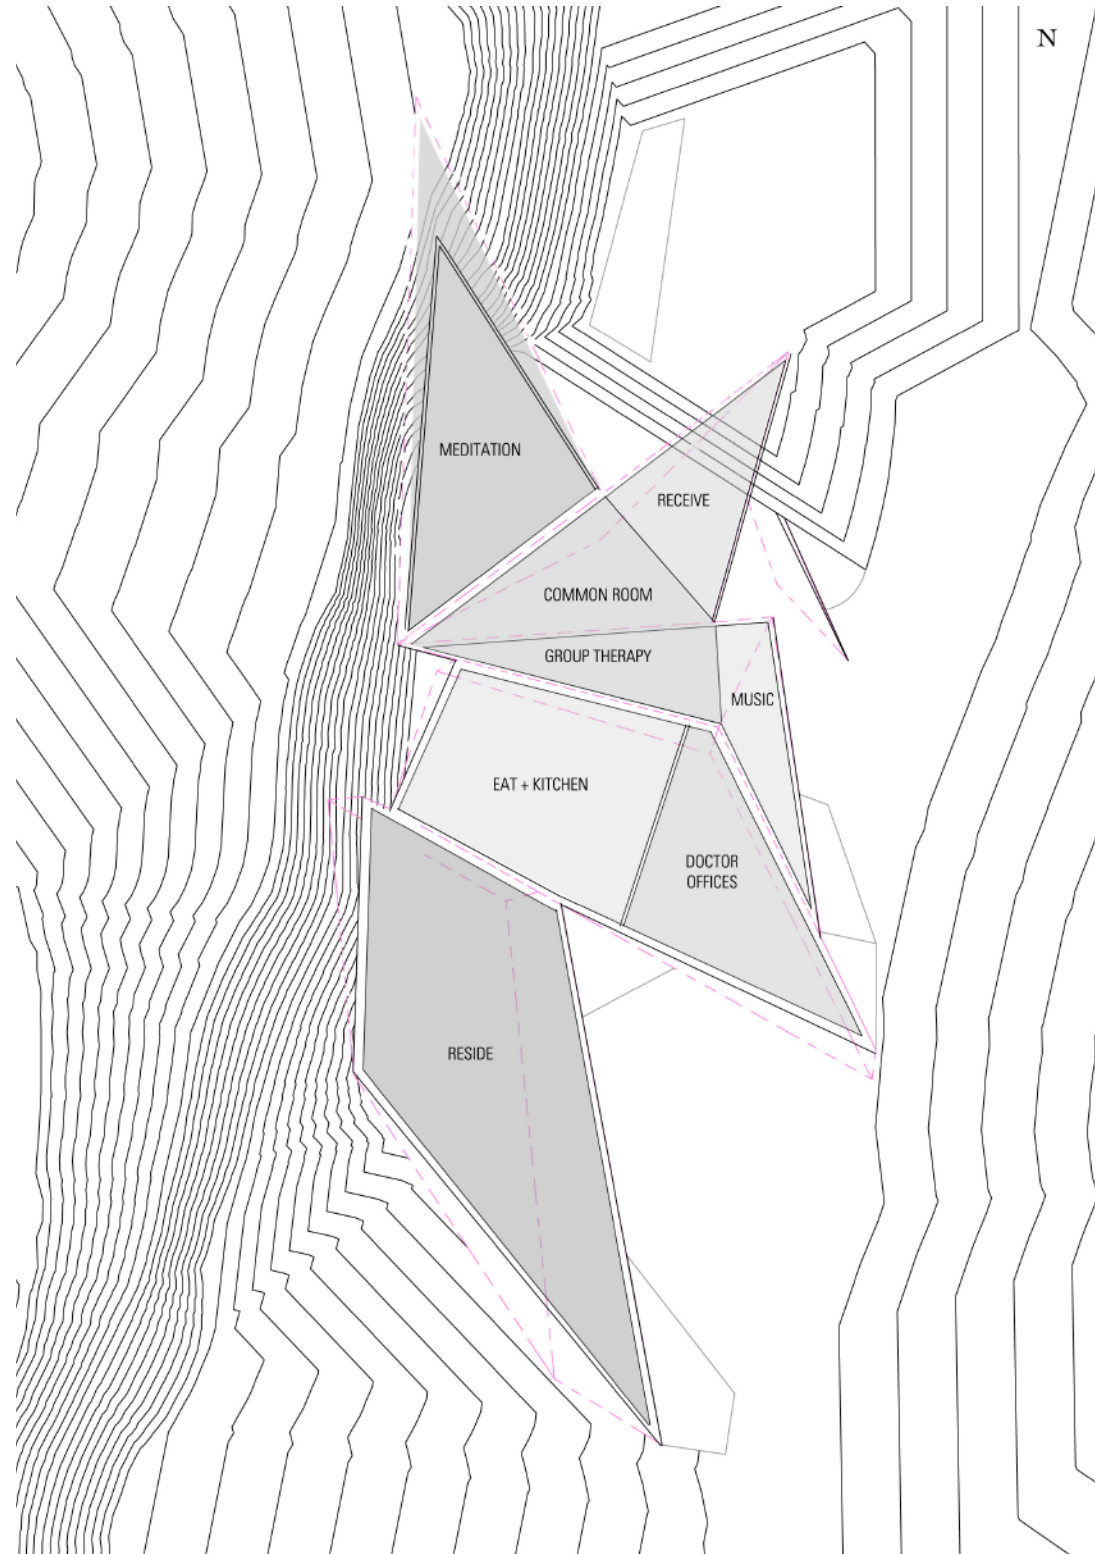 N
MEDITATION
RECEIVE
COMMON ROOM
GROUP THERAPY
MUSIC
EAT + KITCHEN
DOCTOR
OFFICES
RESIDE